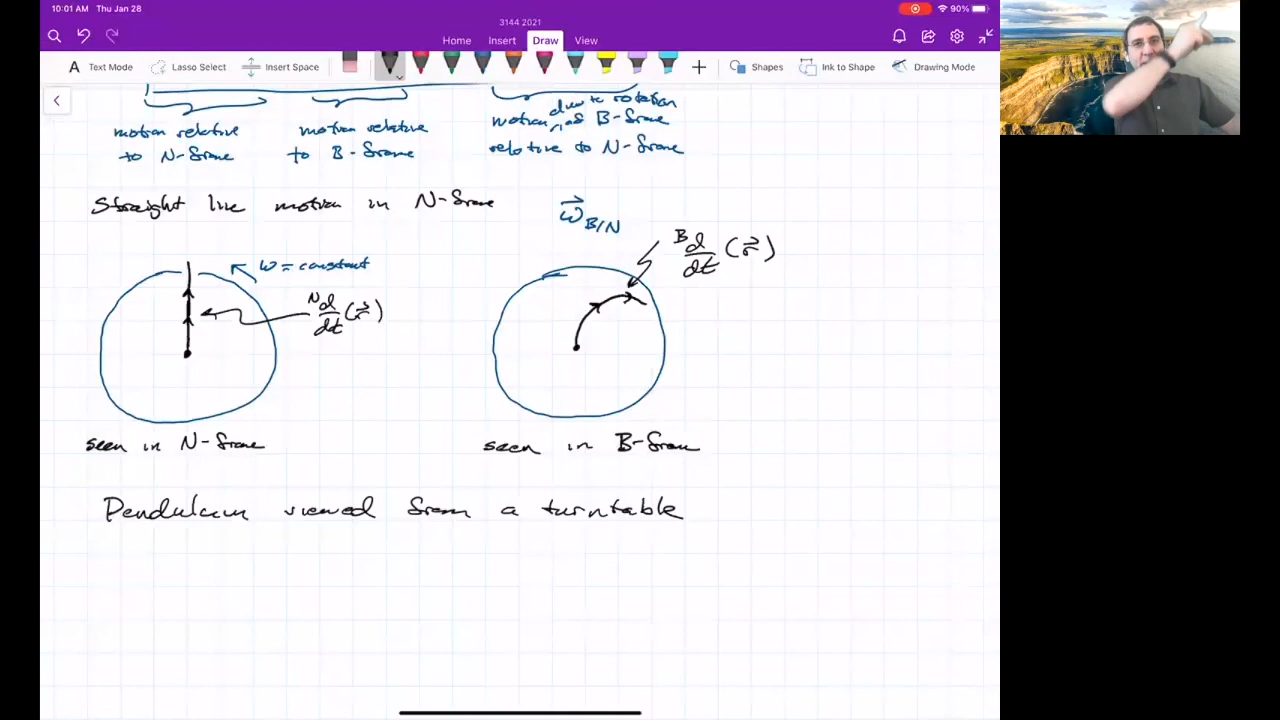 10:01 AM Thu Jan 28
90%
3144 2021
Home Insert Draw View
Text Mode Lasso Select Insert Space Shapes Ink to Shape Drawing Mode
motion relative
to N-frame
motion relative
to B-frame
due to rotation
motion of B-frame
relative to N-frame
Straight line motion in N-frame
ω⃗ B/N
ω = constant
ᴺd/dt (r⃗)
ᴮd/dt (r⃗)
seen in N-frame
seen in B-frame
Pendulum viewed from a turntable